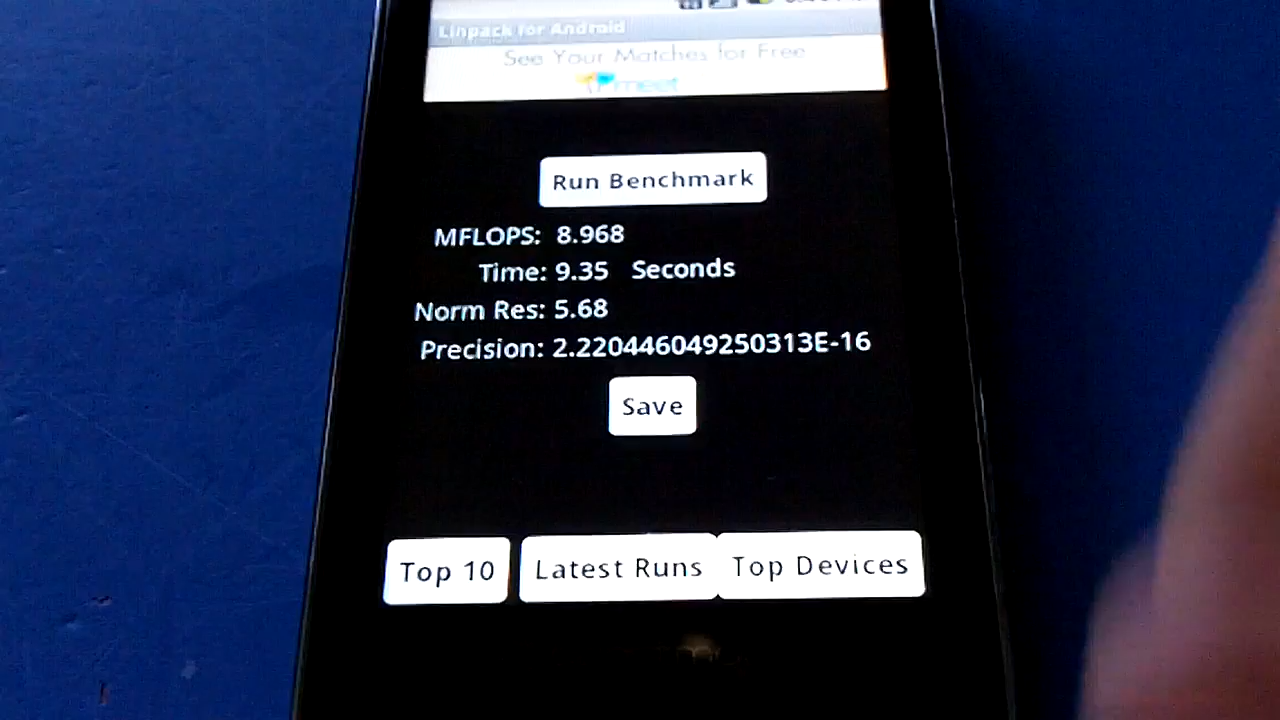 Linpack for Android
See Your Matches for Free
Run Benchmark
MFLOPS: 8.968
Time: 9.35 Seconds
Norm Res: 5.68
Precision: 2.220446049250313E-16
Save
Top 10 Latest Runs Top Devices